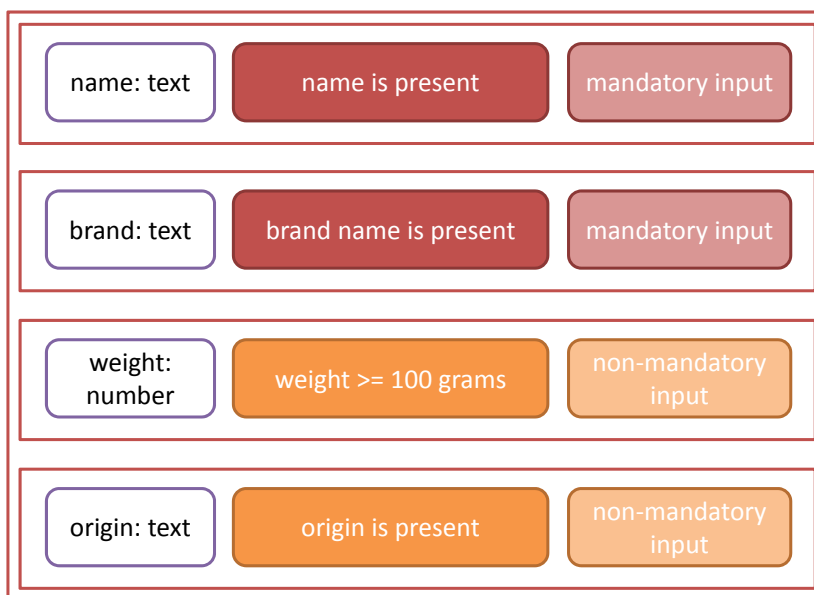 name: text
name is present
mandatory input
brand: text
brand name is present
mandatory input
weight:
number
weight >= 100 grams
non-mandatory
input
origin: text
origin is present
non-mandatory
input